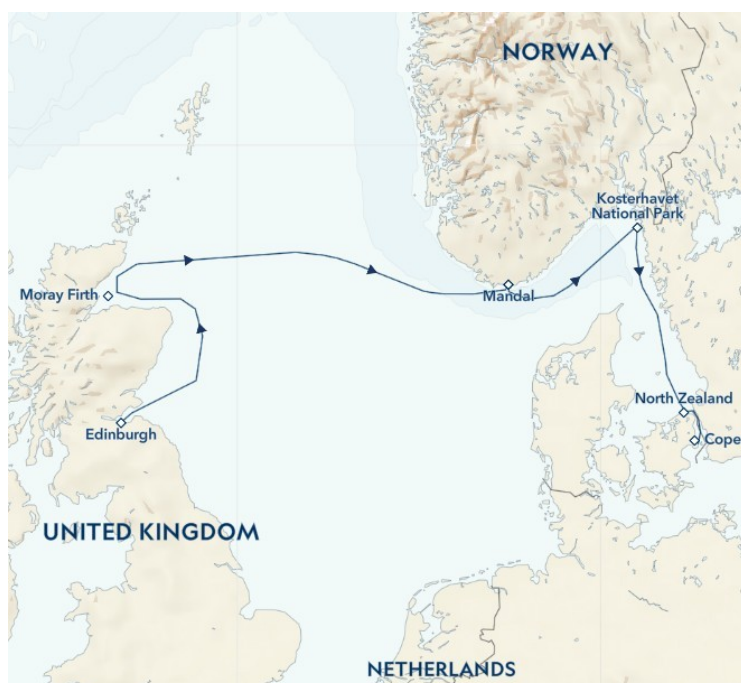 NORWAY
Kosterhavet
National Park
Moray Firth
Mandal
North Zealand
Edinburgh
Cope
UNITED KINGDOM
NETHERLANDS